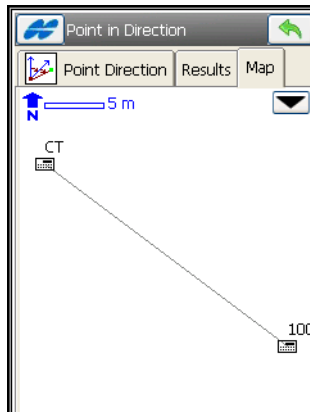 Point in Direction
Point Direction Results Map
5 m
N
CT
100